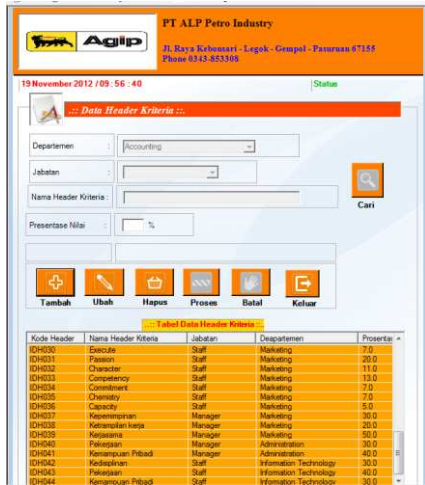 Agip
PT ALP Petro Industry
Jl. Raya Kebonsari - Legok - Gempol - Pasuruan 67155
Phone 0343-853308
19 November 2012 / 09 : 56 : 40
Status
.:: Data Header Kriteria ::.
Departemen : Accounting
Jabatan :
Nama Header Kriteria :
Cari
Presentase Nilai : %
Tambah Ubah Hapus Proses Batal Keluar
.:: Tabel Data Header Kriteria ::.
Kode Header Nama Header Kriteria Jabatan Deapartemen Prosentas
IDH030 Execute Staff Marketing 7.0
IDH031 Passion Staff Marketing 20.0
IDH032 Character Staff Marketing 11.0
IDH033 Competency Staff Marketing 13.0
IDH034 Commitment Staff Marketing 7.0
IDH035 Chemistry Staff Marketing 7.0
IDH036 Capacity Staff Marketing 5.0
IDH037 Kepemimpinan Manager Marketing 30.0
IDH038 Ketrampilan kerja Manager Marketing 20.0
IDH039 Kerjasama Manager Marketing 50.0
IDH040 Pekerjaan Manager Administration 30.0
IDH041 Kemampuan Pribadi Manager Administration 40.0
IDH042 Kedisiplinan Staff Information Technology 30.0
IDH043 Pekerjaan Staff Information Technology 40.0
IDH044 Kemampuan Pribadi Staff Information Technology 30.0